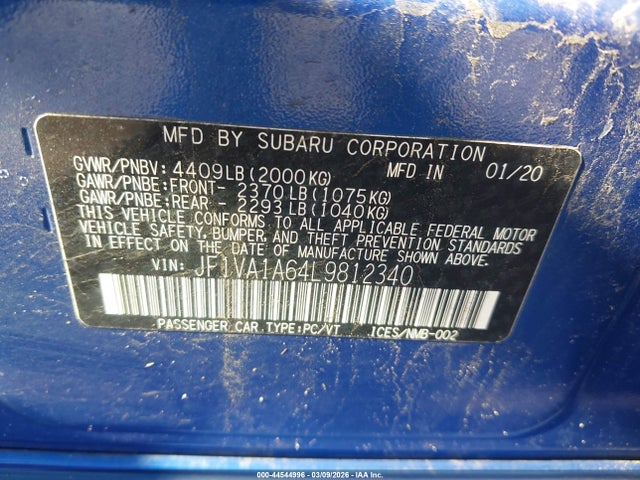 MFD BY SUBARU CORPORATION
GVWR/PNBV: 4409LB(2000KG) MFD IN 01/20
GAWR/PNBE:FRONT- 2370LB(1075KG)
GAWR/PNBE:REAR - 2293LB(1040KG)
THIS VEHICLE CONFORMS TO ALL APPLICABLE FEDERAL MOTOR
VEHICLE SAFETY, BUMPER, AND THEFT PREVENTION STANDARDS
IN EFFECT ON THE DATE OF MANUFACTURE SHOWN ABOVE.
VIN: JF1VA1A64L9812340
PASSENGER CAR TYPE:PC/VT ICES/NMB-002
000-44544996 - 03/09/2026 - IAA Inc.